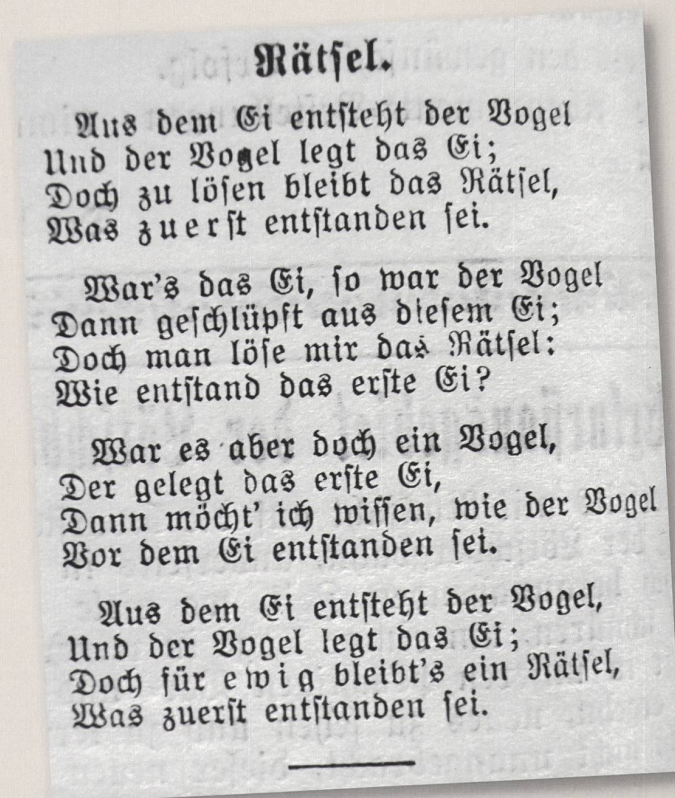 Rätsel.
Aus dem Ei entsteht der Vogel
Und der Vogel legt das Ei;
Doch zu lösen bleibt das Rätsel,
Was zuerst entstanden sei.
War's das Ei, so war der Vogel
Dann geschlüpft aus diesem Ei;
Doch man löse mir das Rätsel:
Wie entstand das erste Ei?
War es aber doch ein Vogel,
Der gelegt das erste Ei,
Dann möcht' ich wissen, wie der Vogel
Vor dem Ei entstanden sei.
Aus dem Ei entsteht der Vogel,
Und der Vogel legt das Ei;
Doch für ewig bleibt's ein Rätsel,
Was zuerst entstanden sei.